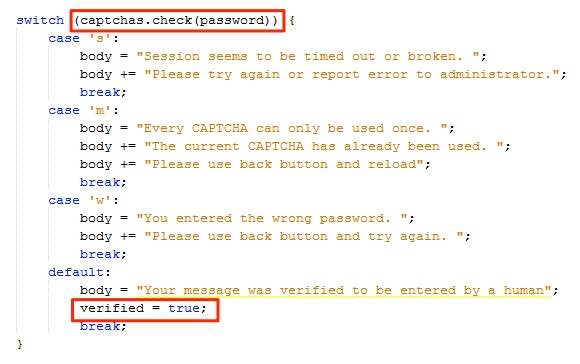 switch (captchas.check(password)) {
case 's':
body = "Session seems to be timed out or broken. ";
body += "Please try again or report error to administrator.";
break;
case 'm':
body = "Every CAPTCHA can only be used once. ";
body += "The current CAPTCHA has already been used. ";
body += "Please use back button and reload";
break;
case 'w':
body = "You entered the wrong password. ";
body += "Please use back button and try again. ";
break;
default:
body = "Your message was verified to be entered by a human";
verified = true;
break;
}